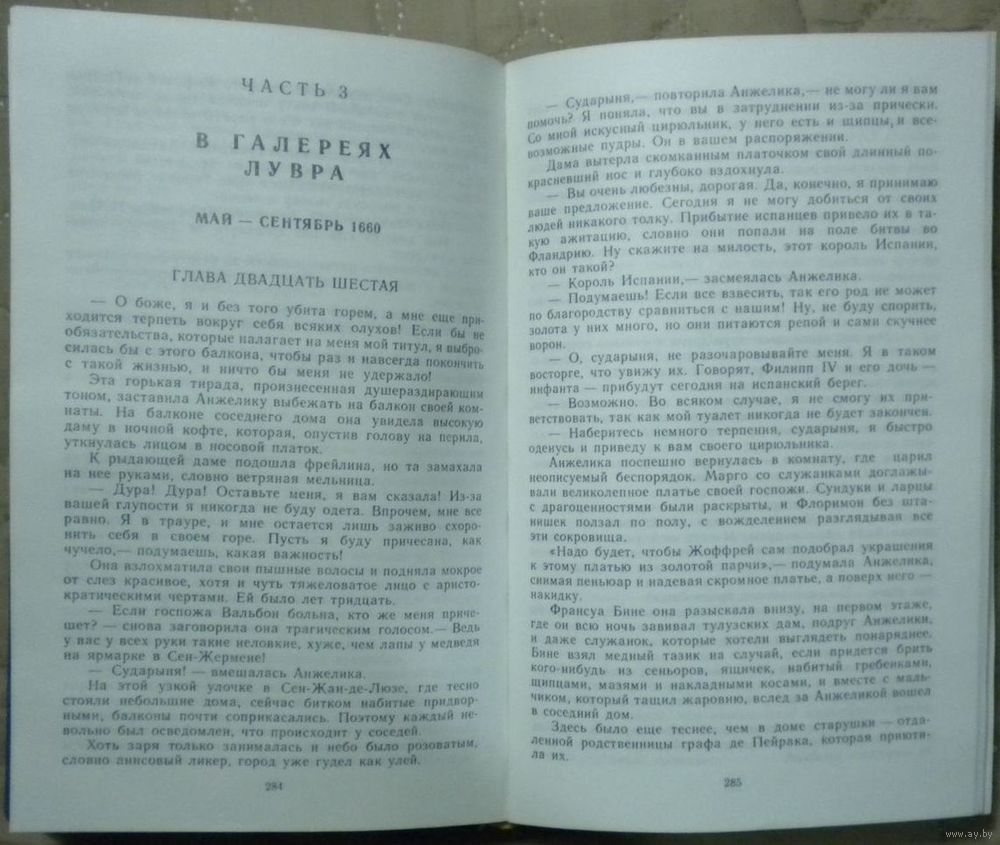 ЧАСТЬ 3
В ГАЛЕРЕЯХ
ЛУВРА
МАЙ — СЕНТЯБРЬ 1660
ГЛАВА ДВАДЦАТЬ ШЕСТАЯ
— О боже, я и без того убита горем, а мне еще при-
ходится терпеть вокруг себя всяких олухов! Если бы не
обязательства, которые налагает на меня мой титул, я выбро-
силась бы с этого балкона, чтобы раз и навсегда покончить
с такой жизнью, и ничто бы меня не удержало!
Эта горькая тирада, произнесенная душераздирающим
тоном, заставила Анжелику выбежать на балкон своей ком-
наты. На балконе соседнего дома она увидела высокую
даму в ночной кофте, которая, опустив голову на перила,
уткнулась лицом в носовой платок.
К рыдающей даме подошла фрейлина, но та замахала
на нее руками, словно ветряная мельница.
— Дура! Дура! Оставьте меня, я вам сказала! Из-за
вашей глупости я никогда не буду одета. Впрочем, мне все
равно. Я в трауре, и мне остается лишь заживо схоро-
нить себя в своем горе. Пусть я буду причесана, как
чучело,— подумаешь, какая важность!
Она взлохматила свои пышные волосы и подняла мокрое
от слез красивое, хотя и чуть тяжеловатое лицо с аристо-
кратическими чертами. Ей было лет тридцать.
— Если госпожа Вальбон больна, кто же меня приче-
шет? — снова заговорила она трагическим голосом.— Ведь
у вас у всех руки такие неловкие, хуже, чем лапы у медведя
на ярмарке в Сен-Жермене!
— Сударыня! — вмешалась Анжелика.
На этой узкой улочке в Сен-Жан-де-Люзе, где тесно
стояли небольшие дома, сейчас битком набитые придвор-
ными, балконы почти соприкасались. Поэтому каждый не-
вольно был осведомлен, что происходит у соседей.
Хоть заря только занималась и небо было розоватым,
словно анисовый ликер, город уже гудел как улей.
284
— Сударыня,— повторила Анжелика,— не могу ли я вам
помочь? Я поняла, что вы в затруднении из-за прически.
Со мной искусный цирюльник, у него есть и щипцы, и все-
возможные пудры. Он в вашем распоряжении.
Дама вытерла скомканным платочком свой длинный по-
красневший нос и глубоко вздохнула.
— Вы очень любезны, дорогая. Да, конечно, я принимаю
ваше предложение. Сегодня я не могу добиться от своих
людей никакого толку. Прибытие испанцев привело их в та-
кую ажитацию, словно они попали на поле битвы во
Фландрию. Ну скажите на милость, этот король Испании,
кто он такой?
— Король Испании,— засмеялась Анжелика.
— Подумаешь! Если все взвесить, так его род не может
по благородству сравниться с нашим! Ну, не буду спорить,
золота у них много, но они питаются репой и сами скучнее
ворон.
— О, сударыня, не разочаровывайте меня. Я в таком
восторге, что увижу их. Говорят, Филипп IV и его дочь —
инфанта — прибудут сегодня на испанский берег.
— Возможно. Во всяком случае, я не смогу их при-
ветствовать, так как мой туалет никогда не будет закончен.
— Наберитесь немного терпения, сударыня, я быстро
оденусь и приведу к вам своего цирюльника.
Анжелика поспешно вернулась в комнату, где царил
неописуемый беспорядок. Марго со служанками доглажы-
вали великолепное платье своей госпожи. Сундуки и ларцы
с драгоценностями были раскрыты, и Флоримон без шта-
нишек ползал по полу, с вожделением разглядывая все
эти сокровища.
«Надо будет, чтобы Жоффрей сам подобрал украшения
к этому платью из золотой парчи»,— подумала Анжелика,
снимая пеньюар и надевая скромное платье, а поверх него —
накидку.
Франсуа Бине она разыскала внизу, на первом этаже,
где он всю ночь завивал тулузских дам, подруг Анжелики,
и даже служанок, которые хотели выглядеть понаряднее.
Бине взял медный тазик на случай, если придется брить
кого-нибудь из сеньоров, ящичек, набитый гребенками,
щипцами, мазями и накладными косами, и вместе с маль-
чиком, который тащил жаровню, вслед за Анжеликой вошел
в соседний дом.
Здесь было еще теснее, чем в доме старушки — отда-
ленной родственницы графа де Пейрака, которая приюти-
ла их.
285
www.ay.by